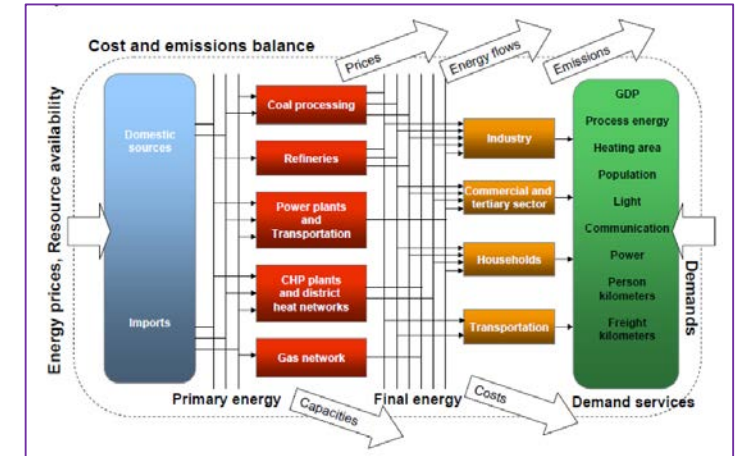 Cost and emissions balance
Prices
Energy flows
Emissions
Energy prices, Resource availability
Domestic
sources
Imports
Primary energy
Coal processing
Refineries
Power plants
and
Transportation
CHP plants
and district
heat networks
Gas network
Capacities
Final energy
Industry
Commercial and
tertiary sector
Households
Transportation
Costs
GDP
Process energy
Heating area
Population
Light
Communication
Power
Person
kilometers
Freight
kilometers
Demand services
Demands